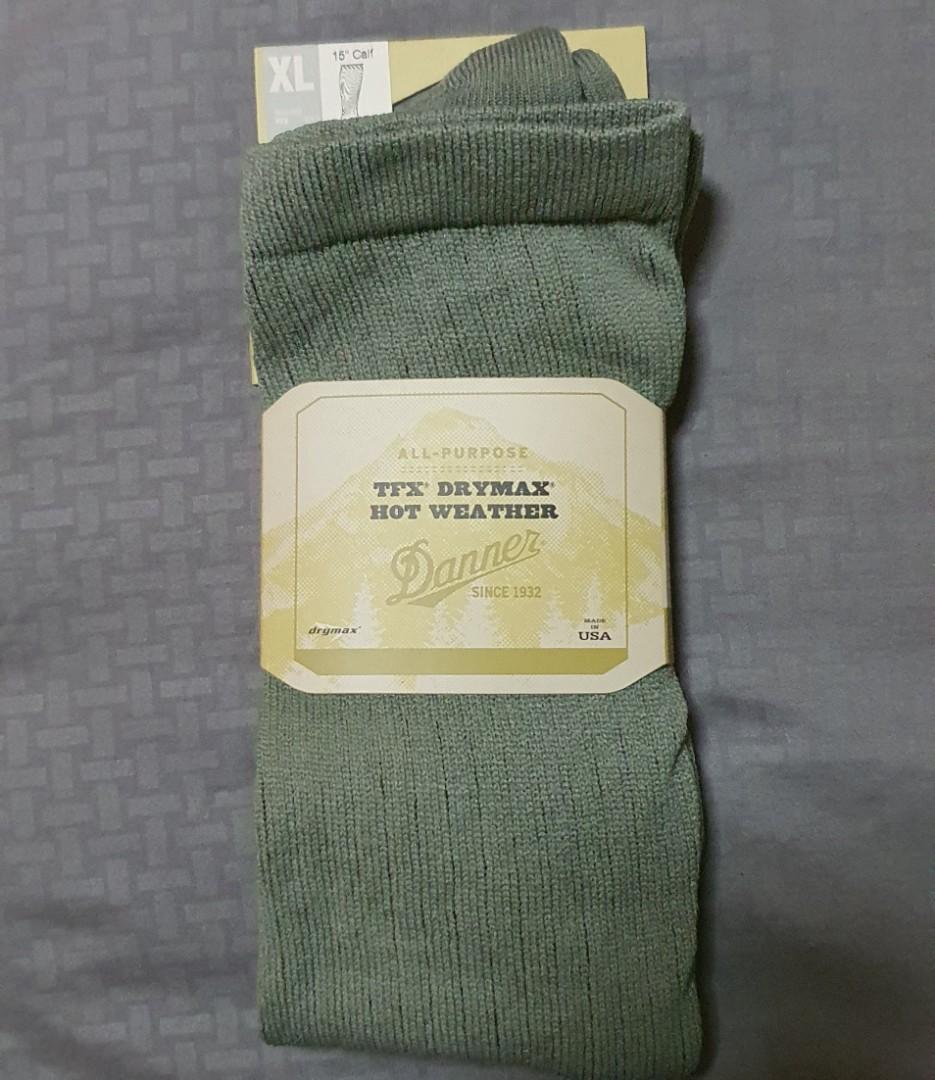 XL
15" Calf
ALL-PURPOSE
TFX® DRYMAX®
HOT WEATHER
Danner®
SINCE 1932
drymax®
MADE
IN
USA